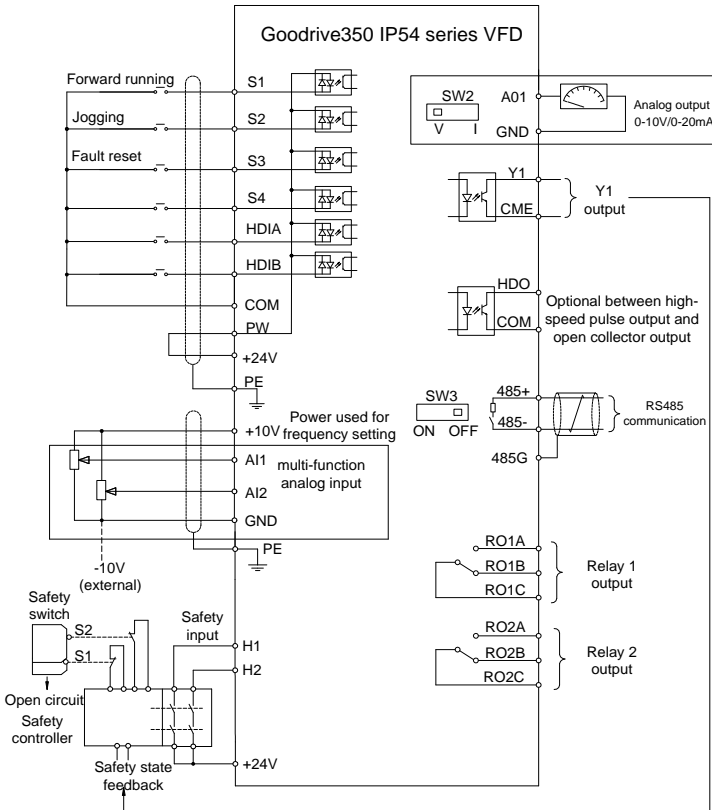 Goodrive350 IP54 series VFD
Forward running
S1
Jogging
S2
Fault reset
S3
S4
HDIA
HDIB
COM
PW
+24V
PE
Power used for
frequency setting
+10V
AI1
multi-function
analog input
AI2
GND
PE
-10V
(external)
Safety
switch
S2
S1
Open circuit
Safety
controller
Safety
input
H1
H2
+24V
Safety state
feedback
SW2
V I
A01
GND
Analog output
0-10V/0-20mA
Y1
CME
Y1
output
HDO
COM
Optional between high-
speed pulse output and
open collector output
SW3
ON OFF
485+
485-
485G
RS485
communication
RO1A
RO1B
RO1C
Relay 1
output
RO2A
RO2B
RO2C
Relay 2
output